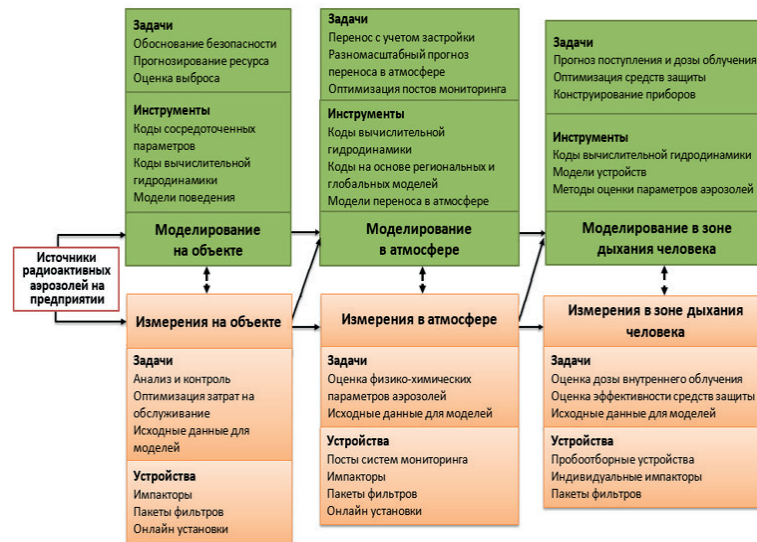 Задачи
Обоснование безопасности
Прогнозирование ресурса
Оценка выброса
Инструменты
Коды сосредоточенных
параметров
Коды вычислительной
гидродинамики
Модели поведения
Моделирование
на объекте
Задачи
Перенос с учетом застройки
Разномасштабный прогноз
переноса в атмосфере
Оптимизация постов мониторинга
Инструменты
Коды вычислительной
гидродинамики
Коды на основе региональных и
глобальных моделей
Модели переноса в атмосфере
Моделирование
в атмосфере
Задачи
Прогноз поступления и дозы облучения
Оптимизация средств защиты
Конструирование приборов
Инструменты
Коды вычислительной гидродинамики
Модели устройств
Методы оценки параметров аэрозолей
Моделирование в зоне
дыхания человека
Источники
радиоактивных
аэрозолей на
предприятии
Измерения на объекте
Задачи
Анализ и контроль
Оптимизация затрат на
обслуживание
Исходные данные для
моделей
Устройства
Импакторы
Пакеты фильтров
Онлайн установки
Измерения в атмосфере
Задачи
Оценка физико-химических
параметров аэрозолей
Исходные данные для моделей
Устройства
Посты систем мониторинга
Импакторы
Пакеты фильтров
Онлайн установки
Измерения в зоне дыхания
человека
Задачи
Оценка дозы внутреннего облучения
Оценка эффективности средств защиты
Исходные данные для моделей
Устройства
Пробоотборные устройства
Индивидуальные импакторы
Пакеты фильтров